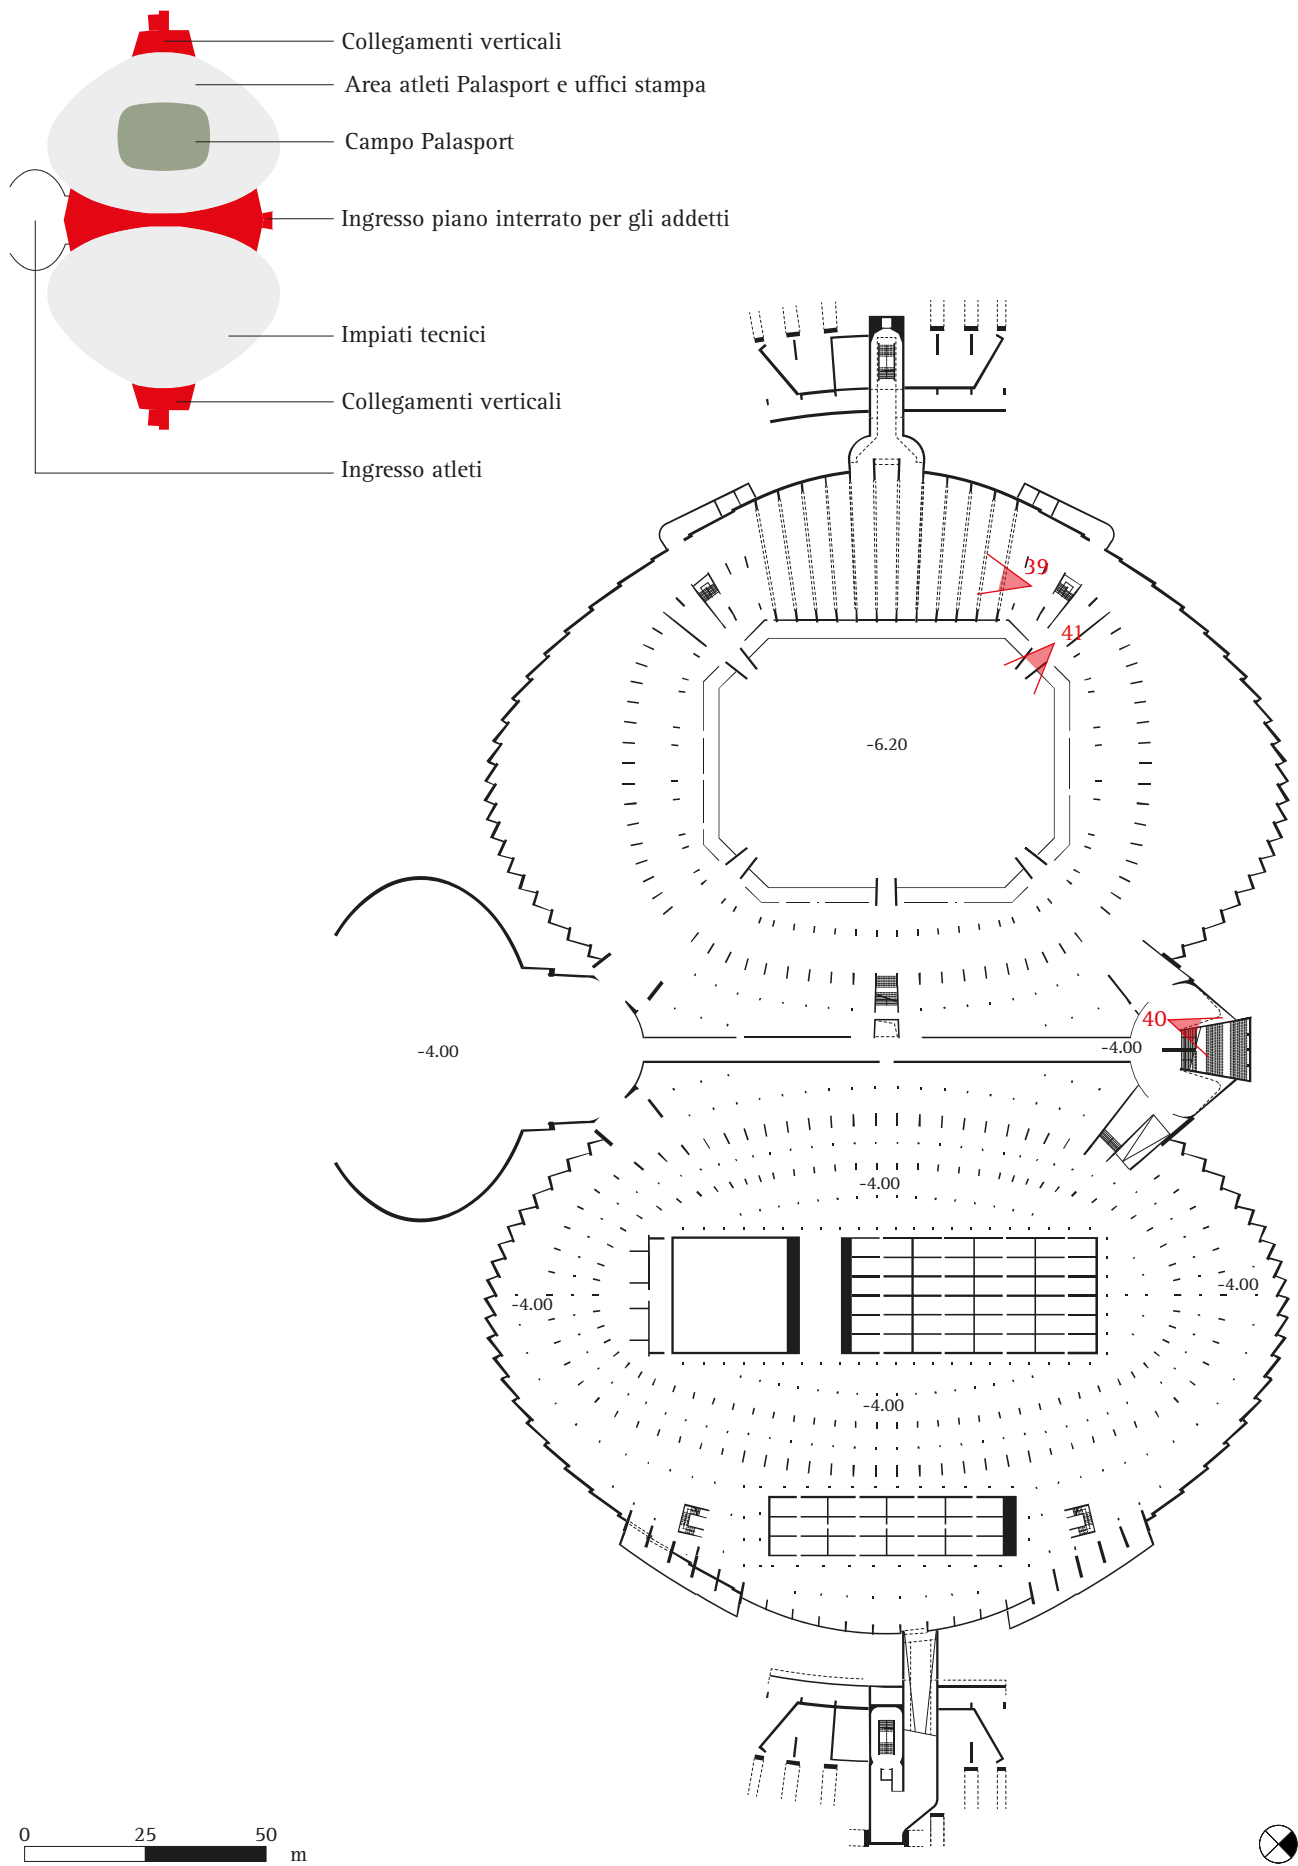 Collegamenti verticali
Area atleti Palasport e uffici stampa
Campo Palasport
Ingresso piano interrato per gli addetti
Impiati tecnici
Collegamenti verticali
Ingresso atleti
39
41
-6.20
40
-4.00
-4.00
-4.00
-4.00
-4.00
-4.00
0 25 50
m